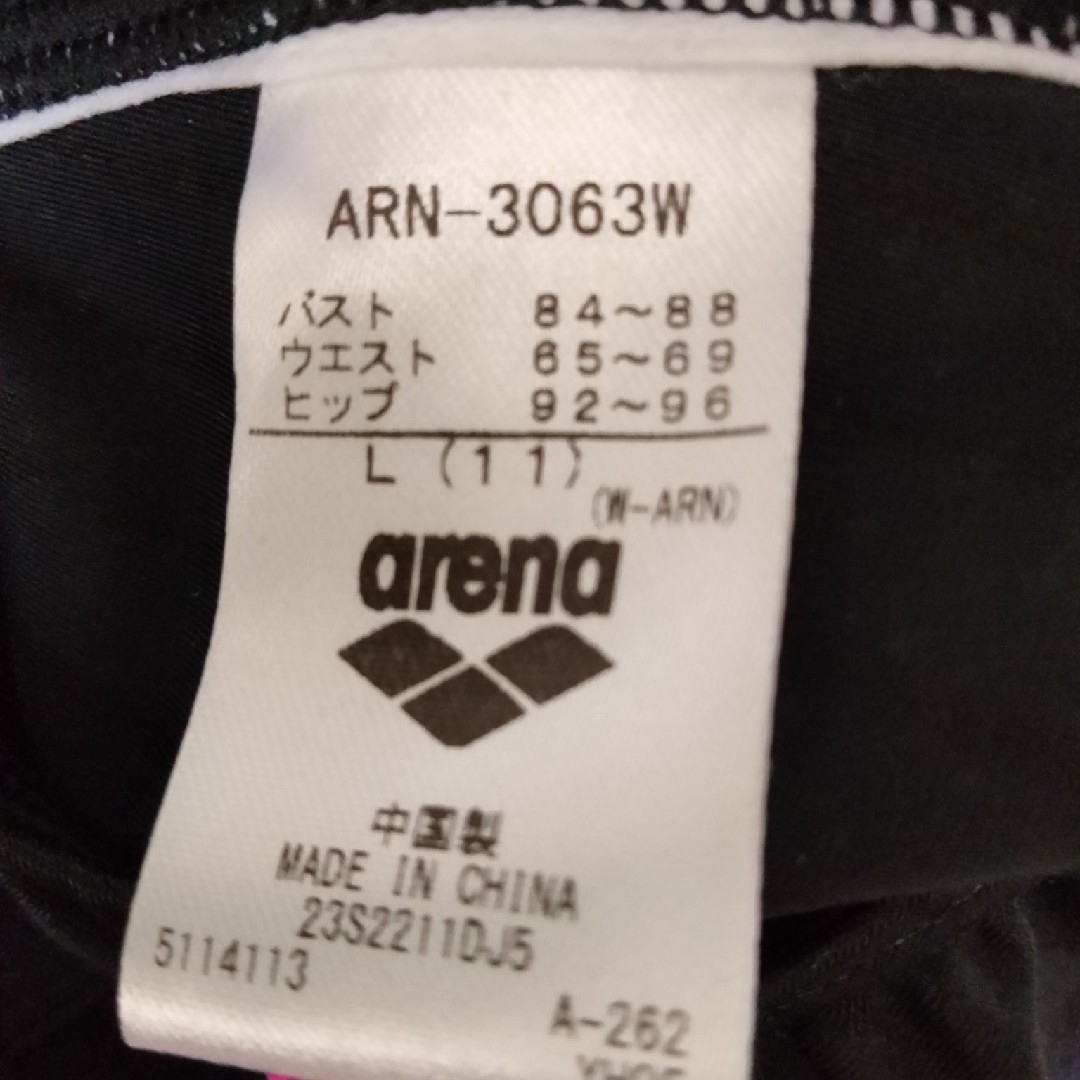 ARN-3063W
バスト 84~88
ウエスト 65~69
ヒップ 92~96
L (11)
(W-ARN)
arena
中国製
MADE IN CHINA
23S2211DJ5
5114113
A-262